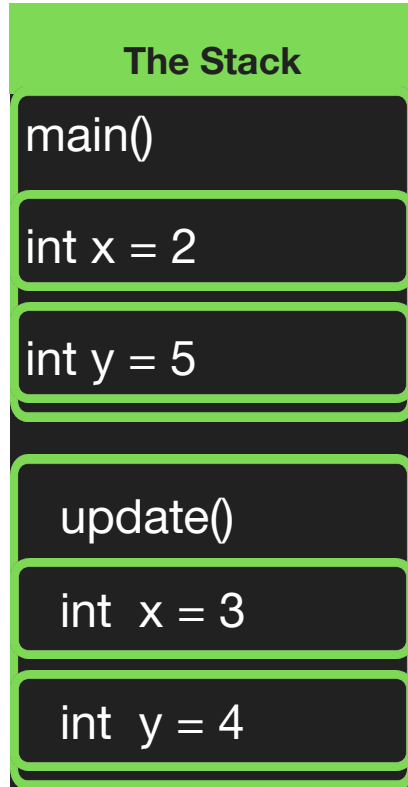 The Stack
main()
int x = 2
int y = 5
update()
int  x = 3
int  y = 4